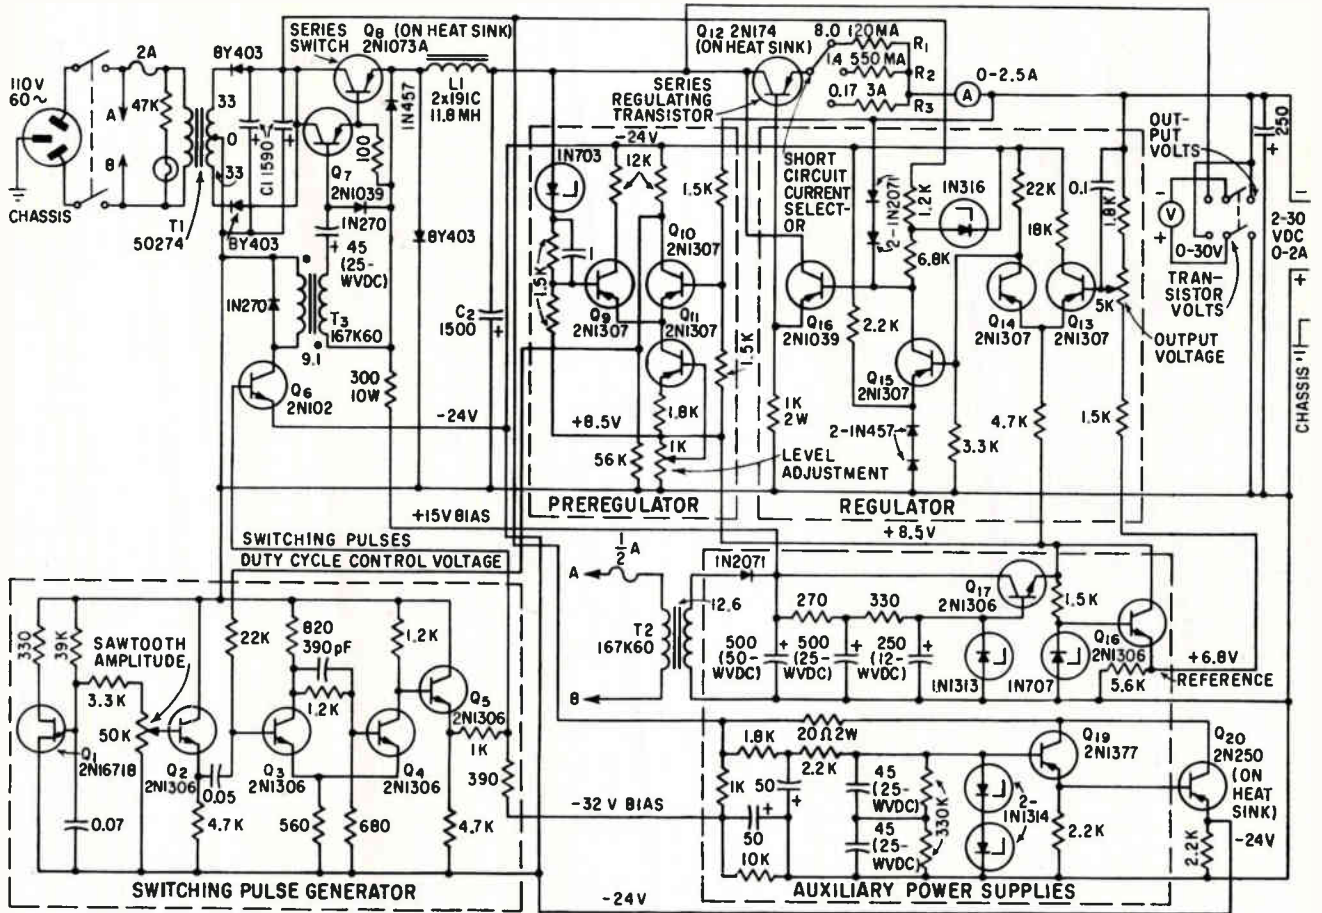 SERIES
SWITCH
Q8 (ON HEAT SINK)
2N1073A
Q12 2N174
(ON HEAT SINK)
8.0 120MA
R1
1.4 550 MA
R2
0.17 3A
R3
A
0-2.5A
2A
8Y403
110V
60~
47K
A
B
33
0
33
C1 1590
100
Q7
2N1039
1N270
45
(25-
WVDC)
1N457
L1
2x191C
11.8 MH
CHASSIS
T1
50274
8Y403
8Y403
1N270
T3
167K60
9.1
C2
1500
Q6
2N102
300
10W
-24V
SERIES
REGULATING
TRANSISTOR
-24V
1N703
12K
1.5K
1
1.5K
Q10
2N1307
Q9
2N1307
Q11
2N1307
1.5K
1.8K
+8.5V
56K
1K
LEVEL
ADJUSTMENT
PREREGULATOR
SHORT
CIRCUIT
CURRENT
SELECT-
OR
2-1N2071
1.2K
1N316
6.8K
22K
18K
0.1
1.8K
5K
Q16
2N1039
2.2K
Q14
2N1307
Q13
2N1307
OUTPUT
VOLTAGE
Q15
2N1307
1K
2W
2-1N457
3.3K
4.7K
1.5K
REGULATOR
OUT-
PUT
VOLTS
250
+
-
V
+
0-30V
TRAN-
SISTOR
VOLTS
-
2-30
VDC
0-2A
+
CHASSIS
+15V BIAS
SWITCHING PULSES
DUTY CYCLE CONTROL VOLTAGE
+8.5V
330
39K
SAWTOOTH
AMPLITUDE
3.3K
50K
Q1
2N16718
0.07
Q2
2N1306
0.05
4.7K
22K
820
390pF
1.2K
Q3
2N1306
560
680
1.2K
Q4
2N1306
Q5
2N1306
1K
390
4.7K
SWITCHING PULSE GENERATOR
A
1/2 A
1N2071
12.6
T2
167K60
B
270
330
500
(50-
WVDC)
500
(25-
WVDC)
250
(12-
WVDC)
1N1313
Q17
2N1306
1.5K
1N707
Q16
2N1306
5.6K
+6.8V
REFERENCE
-32 V BIAS
1.8K
20Ω2W
2.2K
1K
50
50
10K
45
(25-
WVDC)
45
(25-
WVDC)
330K
2-
1N1314
Q19
2N1377
2.2K
Q20
2N250
(ON
HEAT
SINK)
-24V
2.2K
AUXILIARY POWER SUPPLIES
-24V